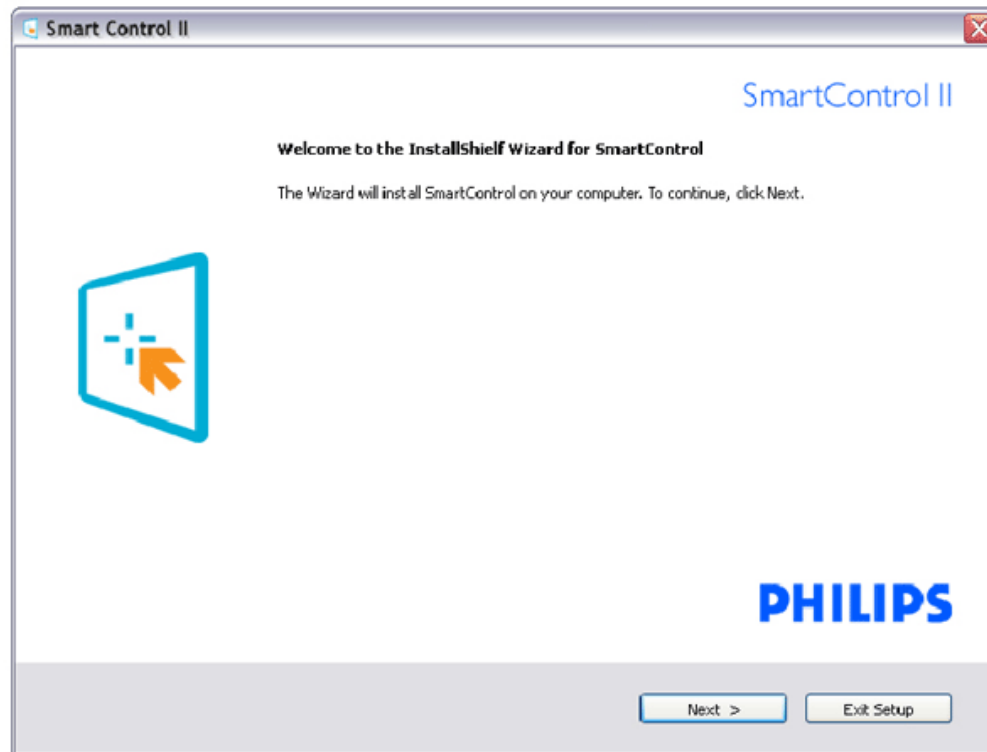 Smart Control II
SmartControl II
Welcome to the InstallShielf Wizard for SmartControl
The Wizard will install SmartControl on your computer. To continue, click Next.
PHILIPS
Next >
Exit Setup